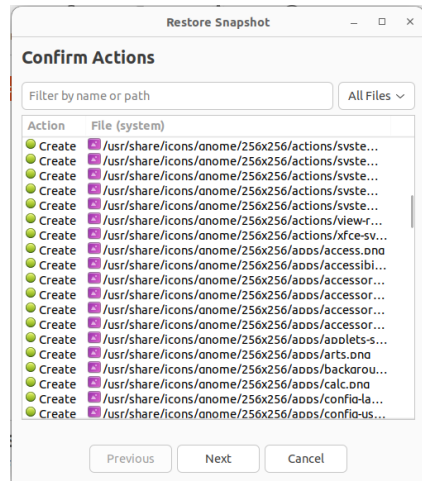 Restore Snapshot
Confirm Actions
Filter by name or path
All Files
Action File (system)
Create /usr/share/icons/gnome/256x256/actions/syste...
Create /usr/share/icons/gnome/256x256/actions/syste...
Create /usr/share/icons/gnome/256x256/actions/syste...
Create /usr/share/icons/gnome/256x256/actions/syste...
Create /usr/share/icons/gnome/256x256/actions/syste...
Create /usr/share/icons/gnome/256x256/actions/view-r...
Create /usr/share/icons/gnome/256x256/actions/xfce-sy...
Create /usr/share/icons/gnome/256x256/apps/access.png
Create /usr/share/icons/gnome/256x256/apps/accessibi...
Create /usr/share/icons/gnome/256x256/apps/accessor...
Create /usr/share/icons/gnome/256x256/apps/accessor...
Create /usr/share/icons/gnome/256x256/apps/accessor...
Create /usr/share/icons/gnome/256x256/apps/accessor...
Create /usr/share/icons/gnome/256x256/apps/applets-s...
Create /usr/share/icons/gnome/256x256/apps/arts.png
Create /usr/share/icons/gnome/256x256/apps/backgrou...
Create /usr/share/icons/gnome/256x256/apps/calc.png
Create /usr/share/icons/gnome/256x256/apps/config-la...
Create /usr/share/icons/gnome/256x256/apps/config-us...
Previous Next Cancel